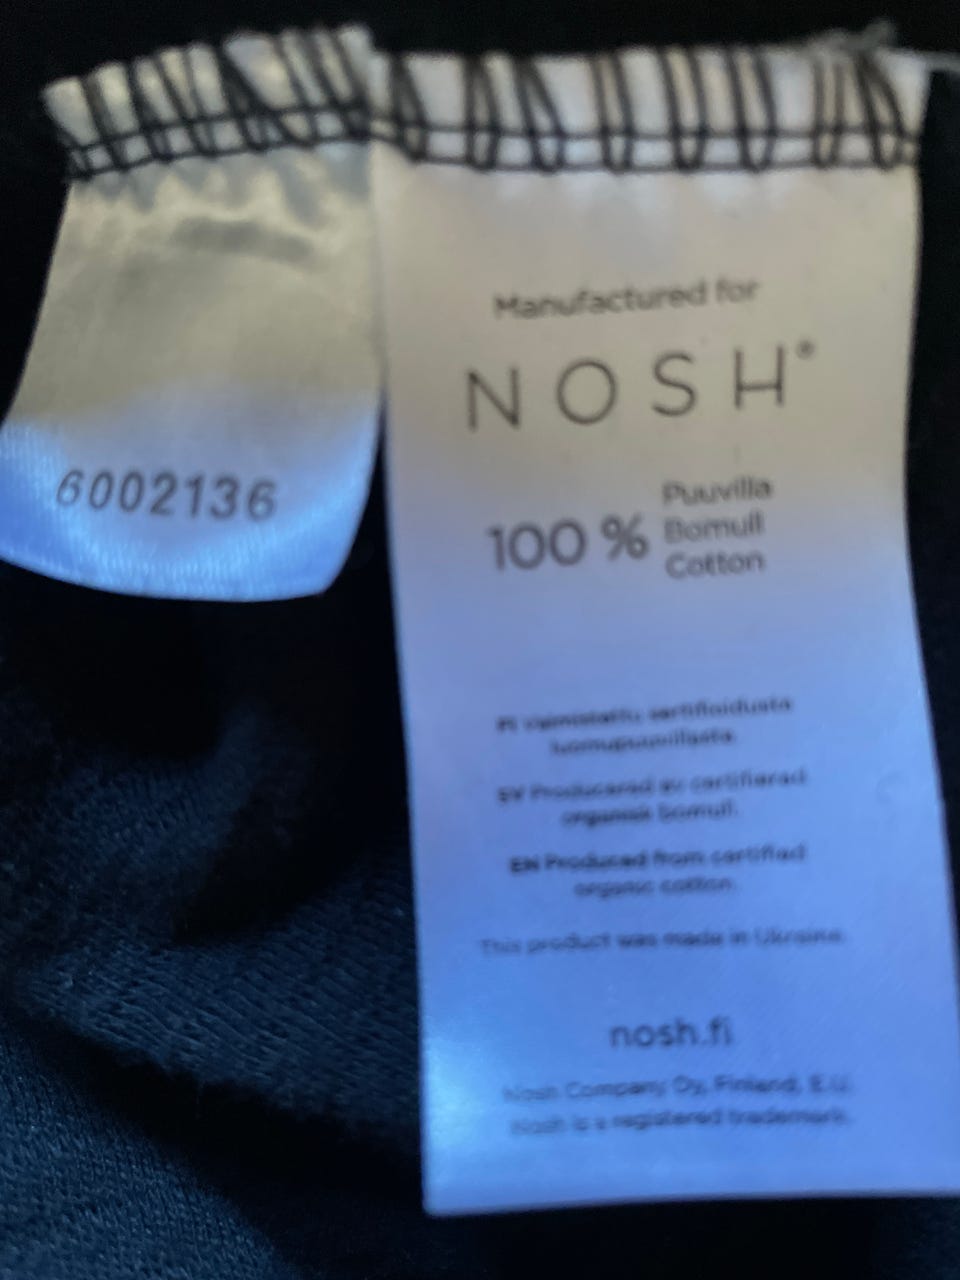 6002136
Manufactured for
NOSH®
100 %
Puuvilla
Bomull
Cotton
FI Valmistettu sertifioidusta
luomupuuvillasta.
SV Producerad av certifierad
organisk bomull.
EN Produced from certified
organic cotton.
This product was made in Ukraine.
nosh.fi
Nosh Company Oy, Finland, E.U.
Nosh is a registered trademark.